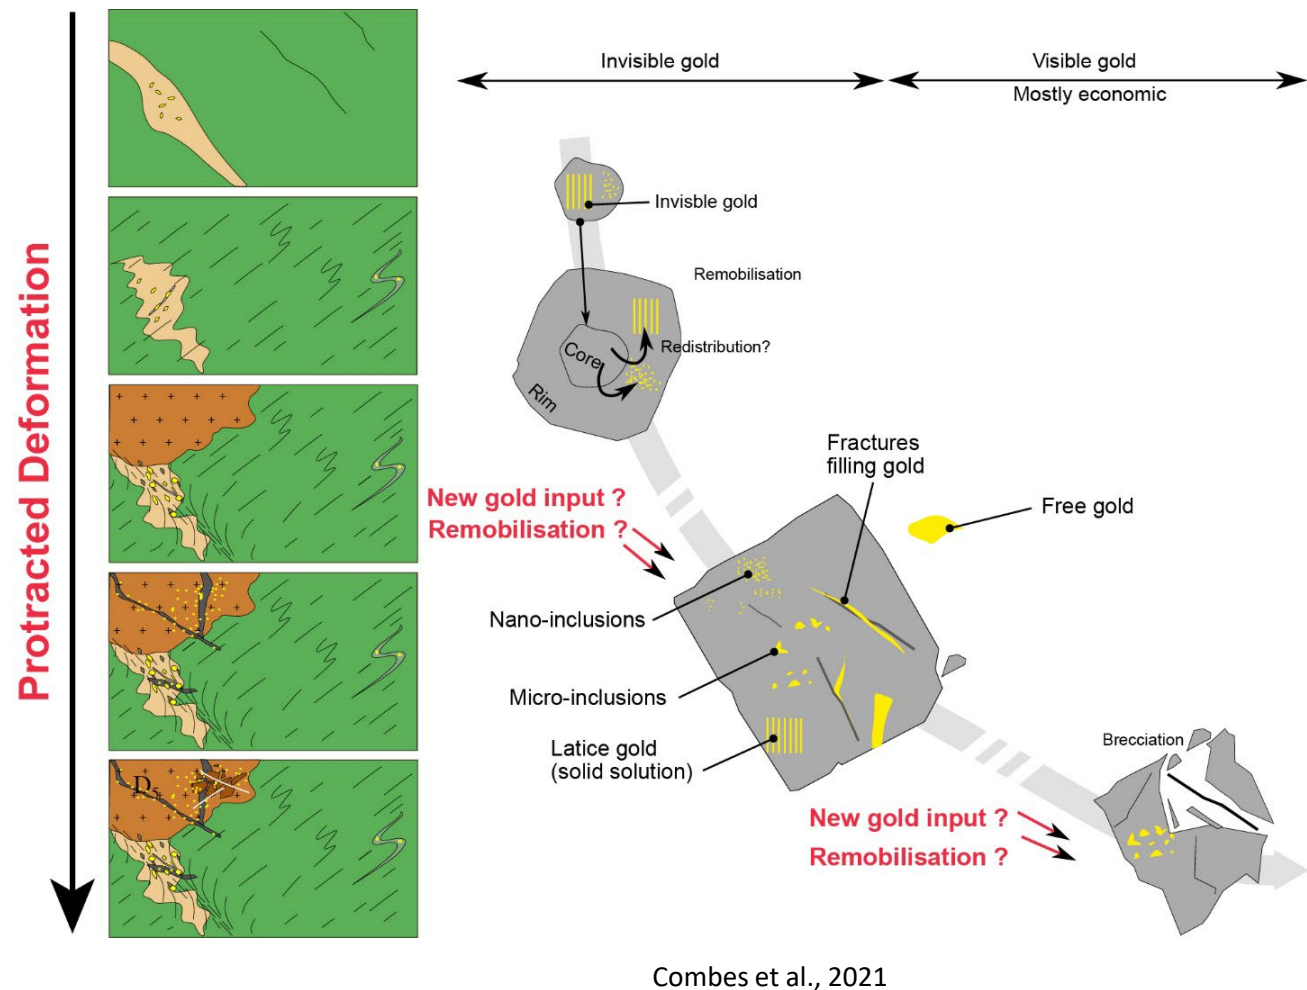 Protracted Deformation
D5
Invisible gold
Visible gold
Mostly economic
Invisble gold
Remobilisation
Redistribution?
Core
Rim
New gold input ?
Remobilisation ?
Fractures
filling gold
Free gold
Nano-inclusions
Micro-inclusions
Latice gold
(solid solution)
Brecciation
New gold input ?
Remobilisation ?
Combes et al., 2021